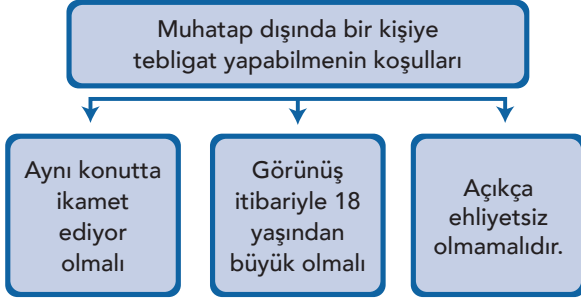 Muhatap dışında bir kişiye
tebligat yapabilmenin koşulları
Aynı konutta
ikamet
ediyor
olmalı
Görünüş
itibariyle 18
yaşından
büyük olmalı
Açıkça
ehliyetsiz
olmamalıdır.